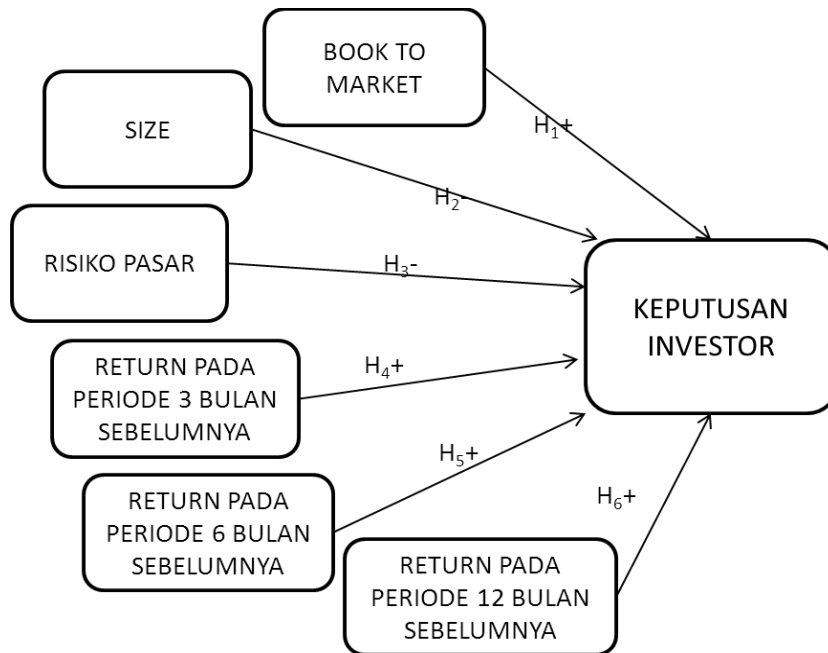 BOOK TO
MARKET
H₁+
SIZE
H₂-
RISIKO PASAR
H₃-
KEPUTUSAN
INVESTOR
RETURN PADA
PERIODE 3 BULAN
SEBELUMNYA
H₄+
RETURN PADA
PERIODE 6 BULAN
SEBELUMNYA
H₅+
RETURN PADA
PERIODE 12 BULAN
SEBELUMNYA
H₆+